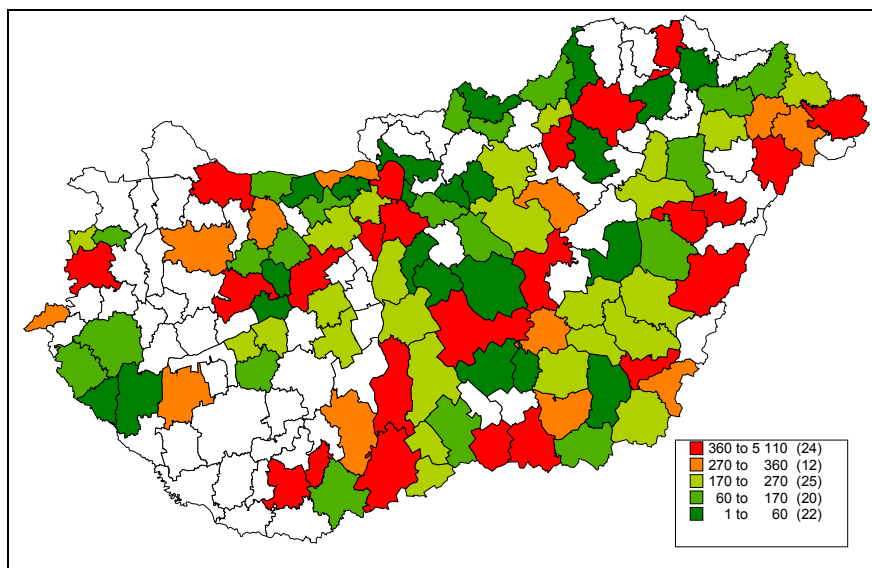 360 to 5 110 (24)
270 to 360 (12)
170 to 270 (25)
60 to 170 (20)
1 to 60 (22)